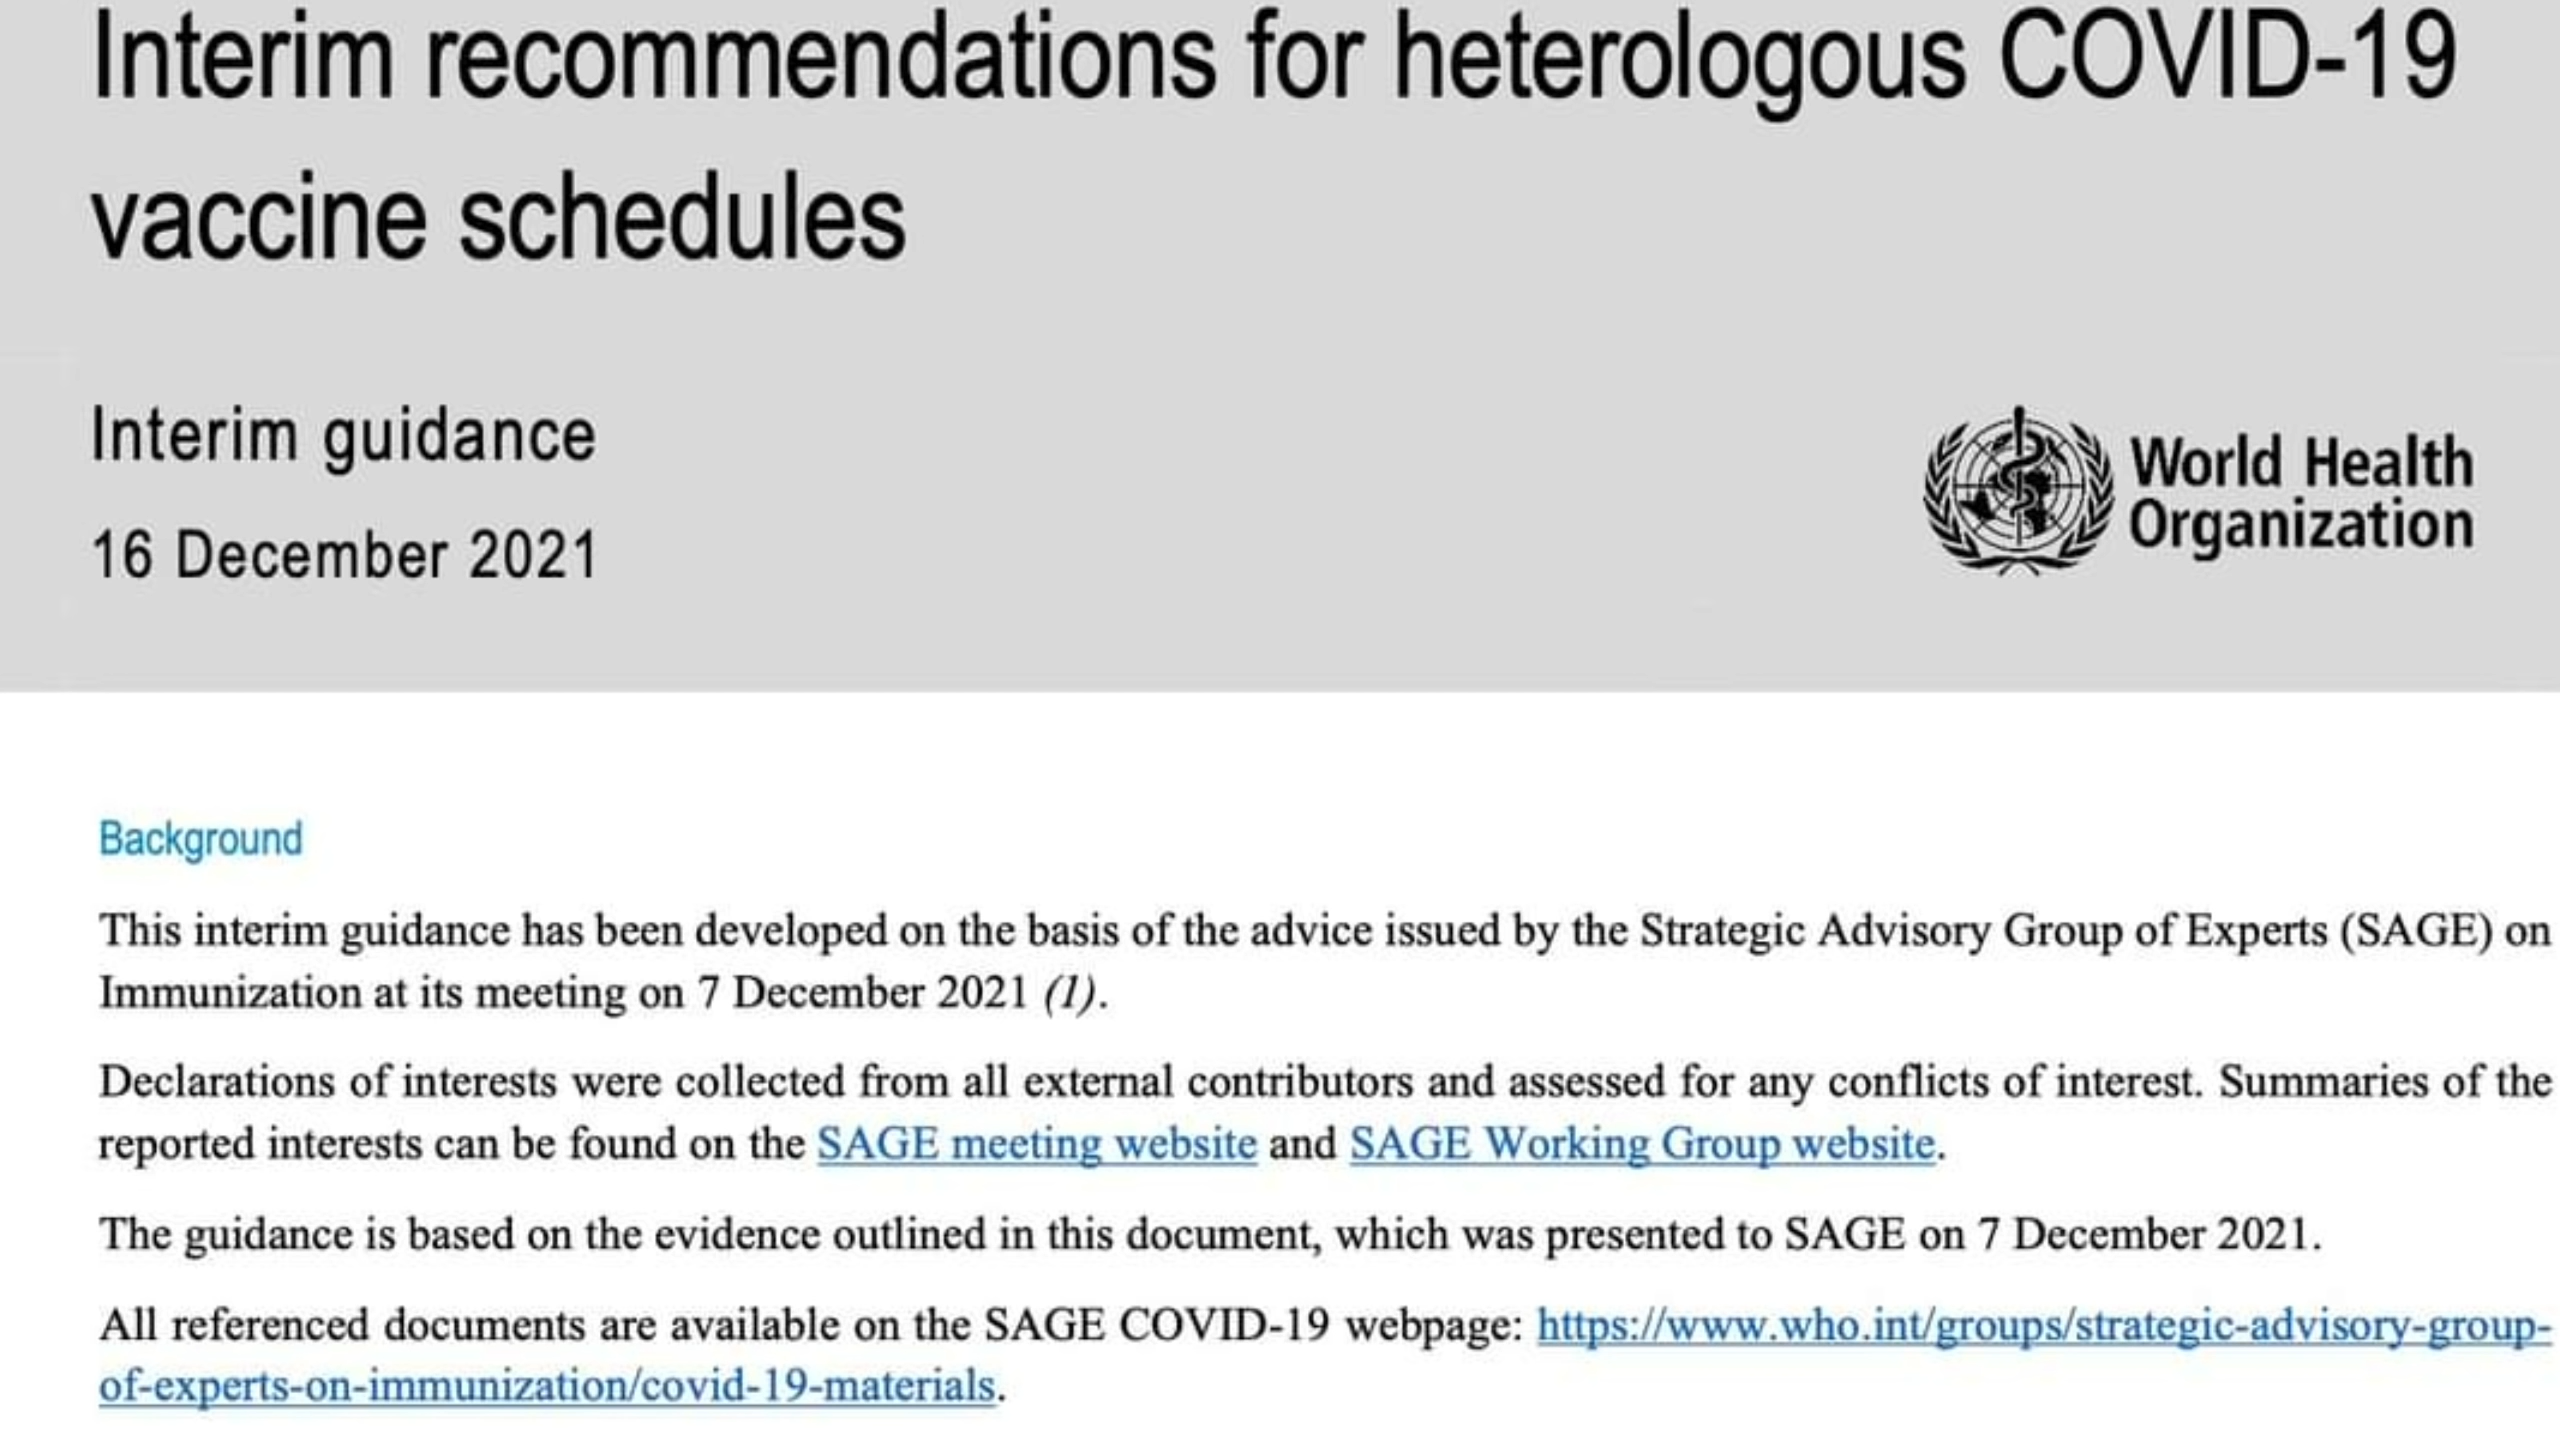 Interim recommendations for heterologous COVID-19
vaccine schedules
Interim guidance
16 December 2021
World Health
Organization
Background
This interim guidance has been developed on the basis of the advice issued by the Strategic Advisory Group of Experts (SAGE) on
Immunization at its meeting on 7 December 2021 (1).
Declarations of interests were collected from all external contributors and assessed for any conflicts of interest. Summaries of the
reported interests can be found on the SAGE meeting website and SAGE Working Group website.
The guidance is based on the evidence outlined in this document, which was presented to SAGE on 7 December 2021.
All referenced documents are available on the SAGE COVID-19 webpage: https://www.who.int/groups/strategic-advisory-group-
of-experts-on-immunization/covid-19-materials.